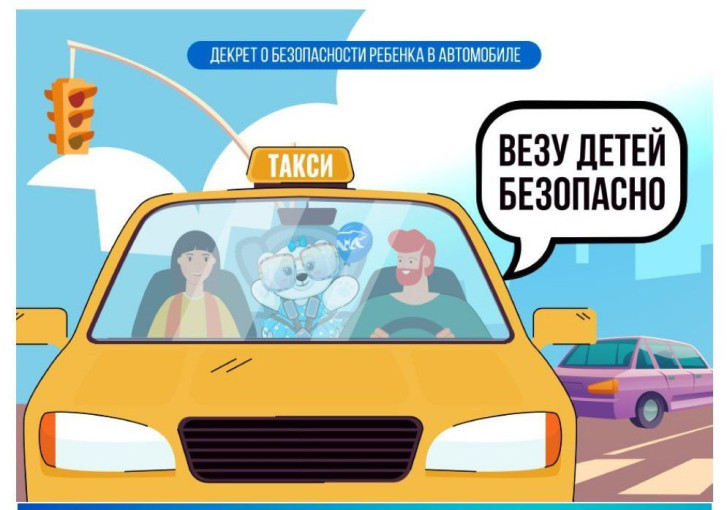 ДЕКРЕТ О БЕЗОПАСНОСТИ РЕБЕНКА В АВТОМОБИЛЕ
ВЕЗУ ДЕТЕЙ
БЕЗОПАСНО
ТАКСИ